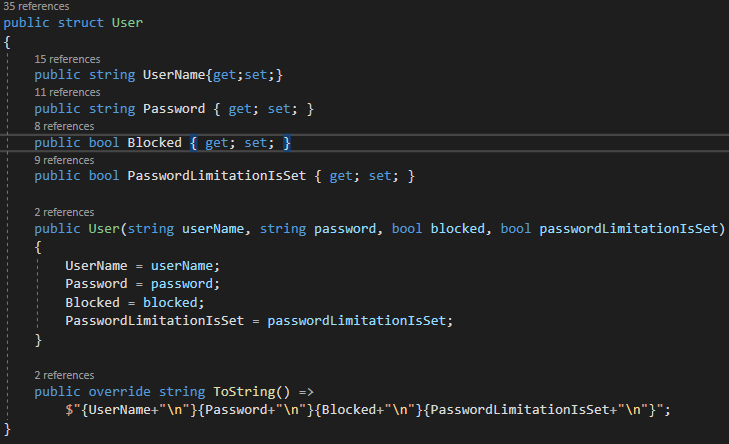 35 references
public struct User
{
15 references
public string UserName{get;set;}
11 references
public string Password { get; set; }
8 references
public bool Blocked { get; set; }
9 references
public bool PasswordLimitationIsSet { get; set; }
2 references
public User(string userName, string password, bool blocked, bool passwordLimitationIsSet)
{
UserName = userName;
Password = password;
Blocked = blocked;
PasswordLimitationIsSet = passwordLimitationIsSet;
}
2 references
public override string ToString() =>
$"{UserName+"\n"}{Password+"\n"}{Blocked+"\n"}{PasswordLimitationIsSet+"\n"}";
}